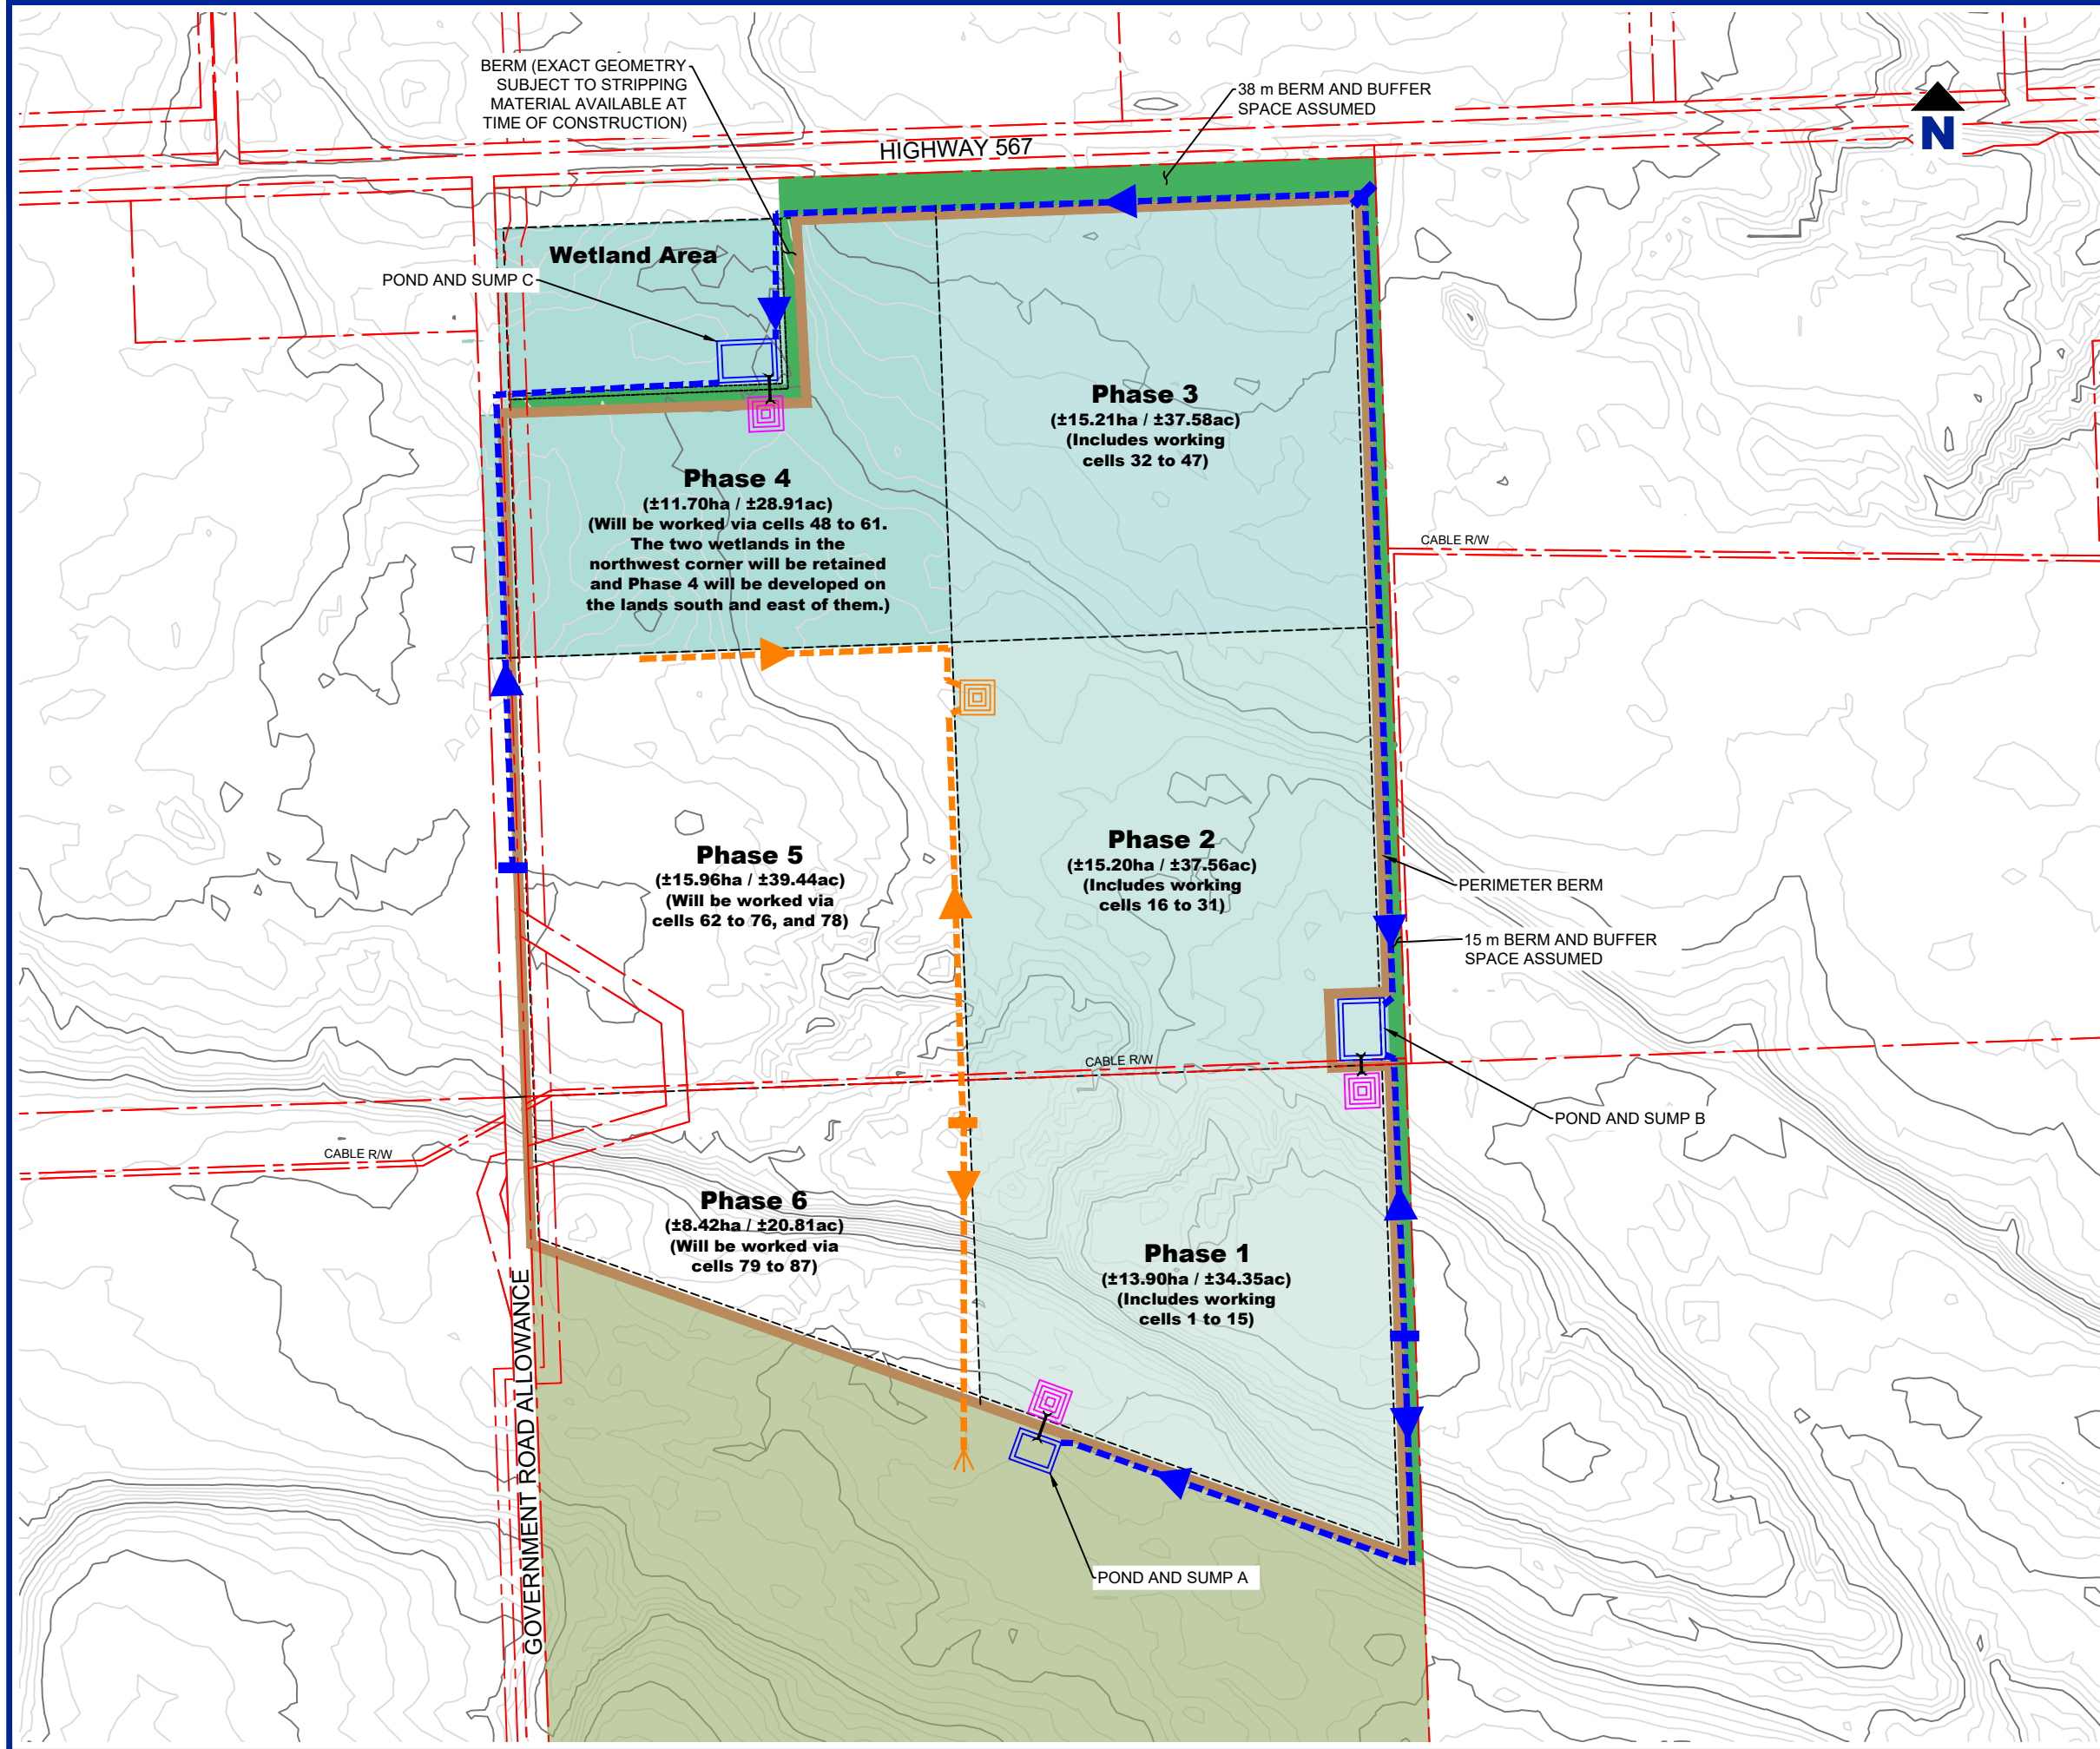 BERM (EXACT GEOMETRY
SUBJECT TO STRIPPING
MATERIAL AVAILABLE AT
TIME OF CONSTRUCTION)
38 m BERM AND BUFFER
SPACE ASSUMED
N
HIGHWAY 567
Wetland Area
POND AND SUMP C
Phase 3
(±15.21ha / ±37.58ac)
(Includes working
cells 32 to 47)
Phase 4
(±11.70ha / ±28.91ac)
(Will be worked via cells 48 to 61.
The two wetlands in the
northwest corner will be retained
and Phase 4 will be developed on
the lands south and east of them.)
CABLE R/W
Phase 2
(±15.20ha / ±37.56ac)
(Includes working
cells 16 to 31)
Phase 5
(±15.96ha / ±39.44ac)
(Will be worked via
cells 62 to 76, and 78)
PERIMETER BERM
15 m BERM AND BUFFER
SPACE ASSUMED
CABLE R/W
POND AND SUMP B
CABLE R/W
Phase 6
(±8.42ha / ±20.81ac)
(Will be worked via
cells 79 to 87)
Phase 1
(±13.90ha / ±34.35ac)
(Includes working
cells 1 to 15)
GOVERNMENT ROAD ALLOWANCE
POND AND SUMP A